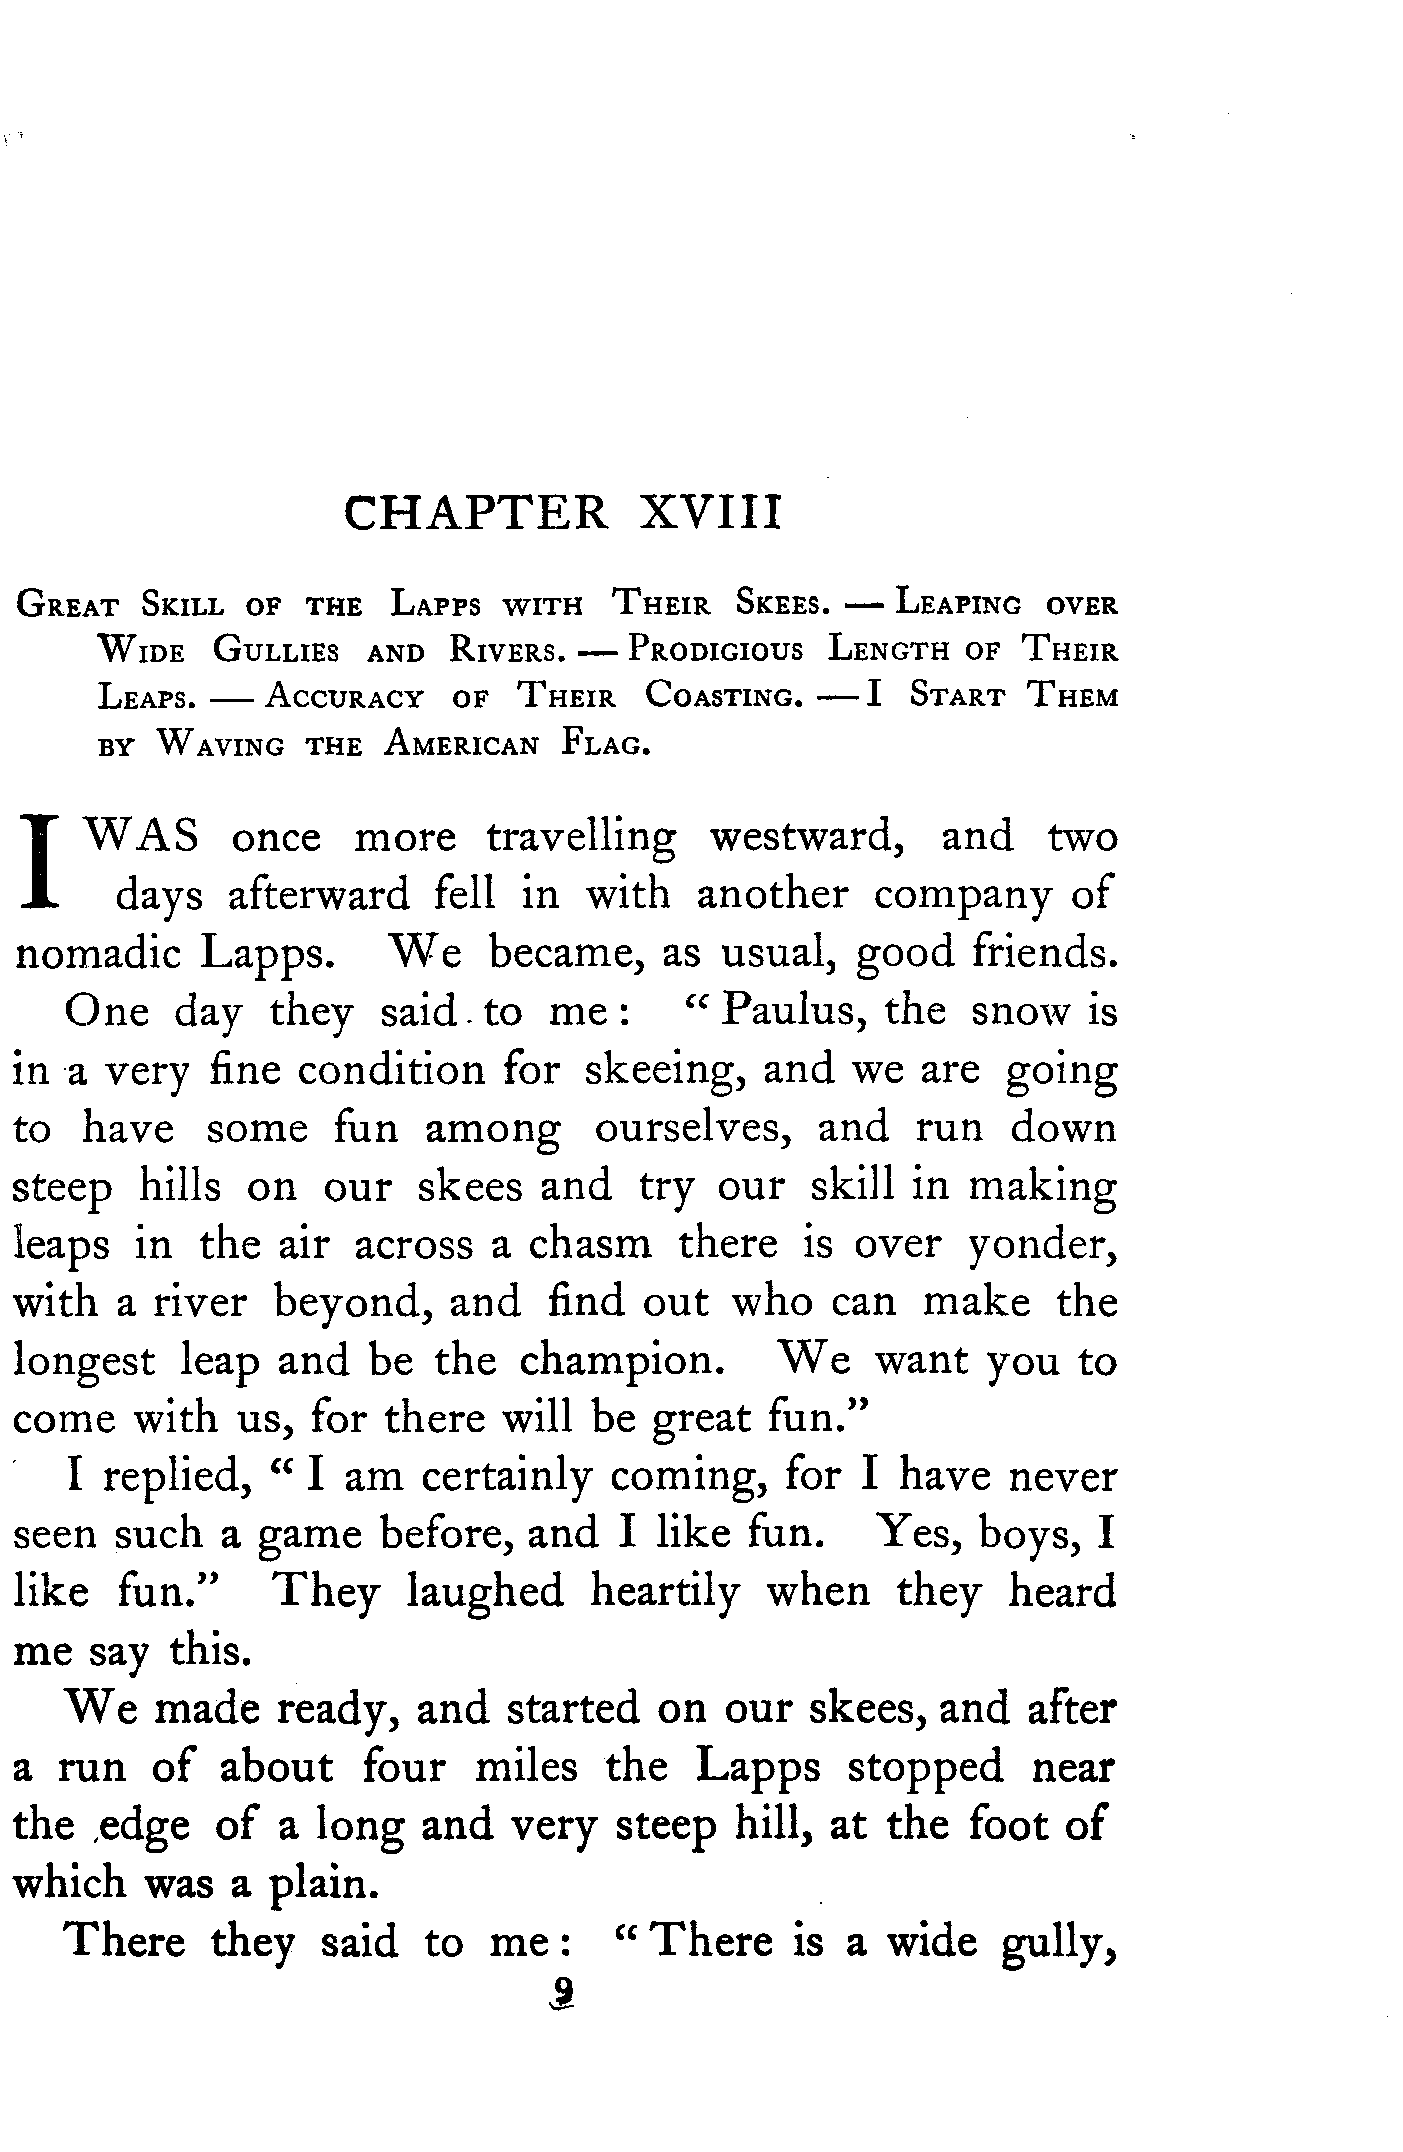 CHAPTER XVIII
Great Skill of the Lapps with Their Skees. — Leaping over
Wide Gullies and Rivers. — Prodigious Length of Their
Leaps. — Accuracy of Their Coasting. — I Start Them
by Waving the American Flag.
I WAS once more travelling westward, and two
days afterward fell in with another company of
nomadic Lapps. We became, as usual, good friends.
One day they said to me: “Paulus, the snow is
in a very fine condition for skeeing, and we are going
to have some fun among ourselves, and run down
steep hills on our skees and try our skill in making
leaps in the air across a chasm there is over yonder,
with a river beyond, and find out who can make the
longest leap and be the champion. We want you to
come with us, for there will be great fun.”
I replied, “I am certainly coming, for I have never
seen such a game before, and I like fun. Yes, boys, I
like fun.” They laughed heartily when they heard
me say this.
We made ready, and started on our skees, and after
a run of about four miles the Lapps stopped near
the edge of a long and very steep hill, at the foot of
which was a plain.
There they said to me: “There is a wide gully,
9